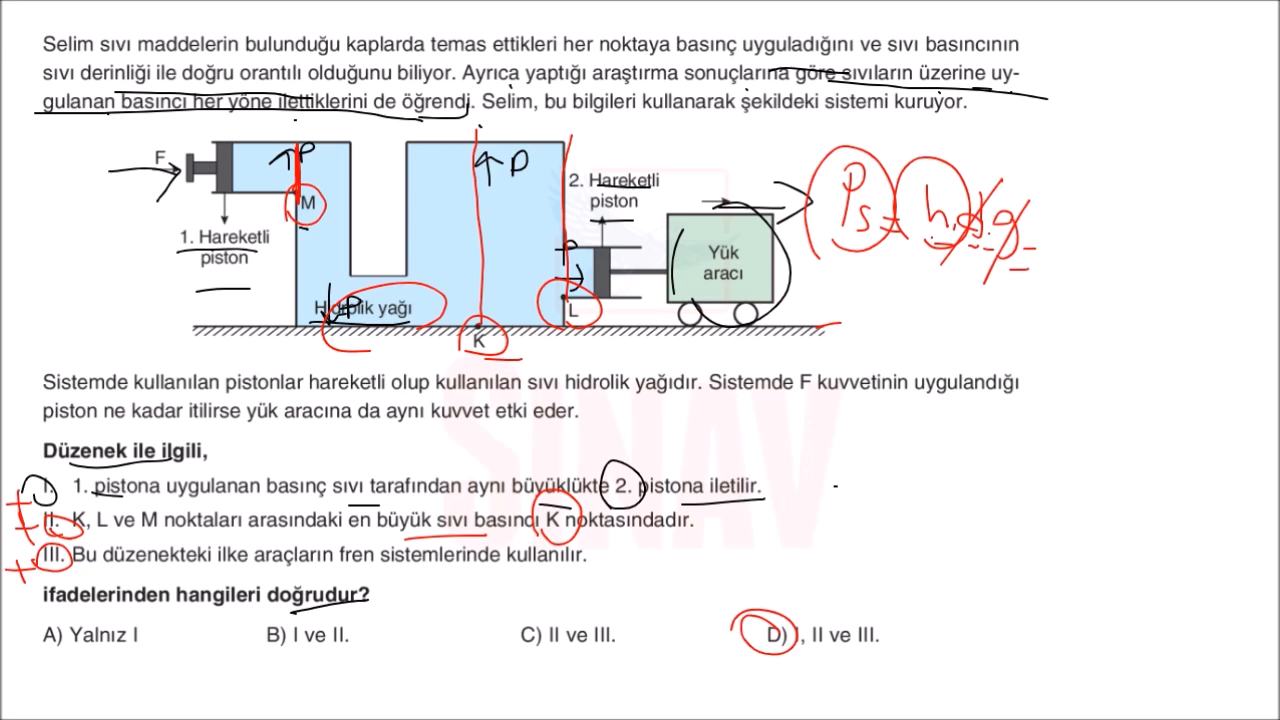 Selim sıvı maddelerin bulunduğu kaplarda temas ettikleri her noktaya basınç uyguladığını ve sıvı basıncının
sıvı derinliği ile doğru orantılı olduğunu biliyor. Ayrıca yaptığı araştırma sonuçlarına göre sıvıların üzerine uy-
gulanan basıncı her yöne ilettiklerini de öğrendi. Selim, bu bilgileri kullanarak şekildeki sistemi kuruyor.
F
P
P
M
1. Hareketli
piston
2. Hareketli
piston
P
Yük
aracı
Ps = h.d.g
P
Hidrolik yağı
L
K
Sistemde kullanılan pistonlar hareketli olup kullanılan sıvı hidrolik yağıdır. Sistemde F kuvvetinin uygulandığı
piston ne kadar itilirse yük aracına da aynı kuvvet etki eder.
Düzenek ile ilgili,
I. 1. pistona uygulanan basınç sıvı tarafından aynı büyüklükte 2. pistona iletilir.
II. K, L ve M noktaları arasındaki en büyük sıvı basıncı K noktasındadır.
III. Bu düzenekteki ilke araçların fren sistemlerinde kullanılır.
ifadelerinden hangileri doğrudur?
A) Yalnız I B) I ve II. C) II ve III. D) I, II ve III.
SINAV